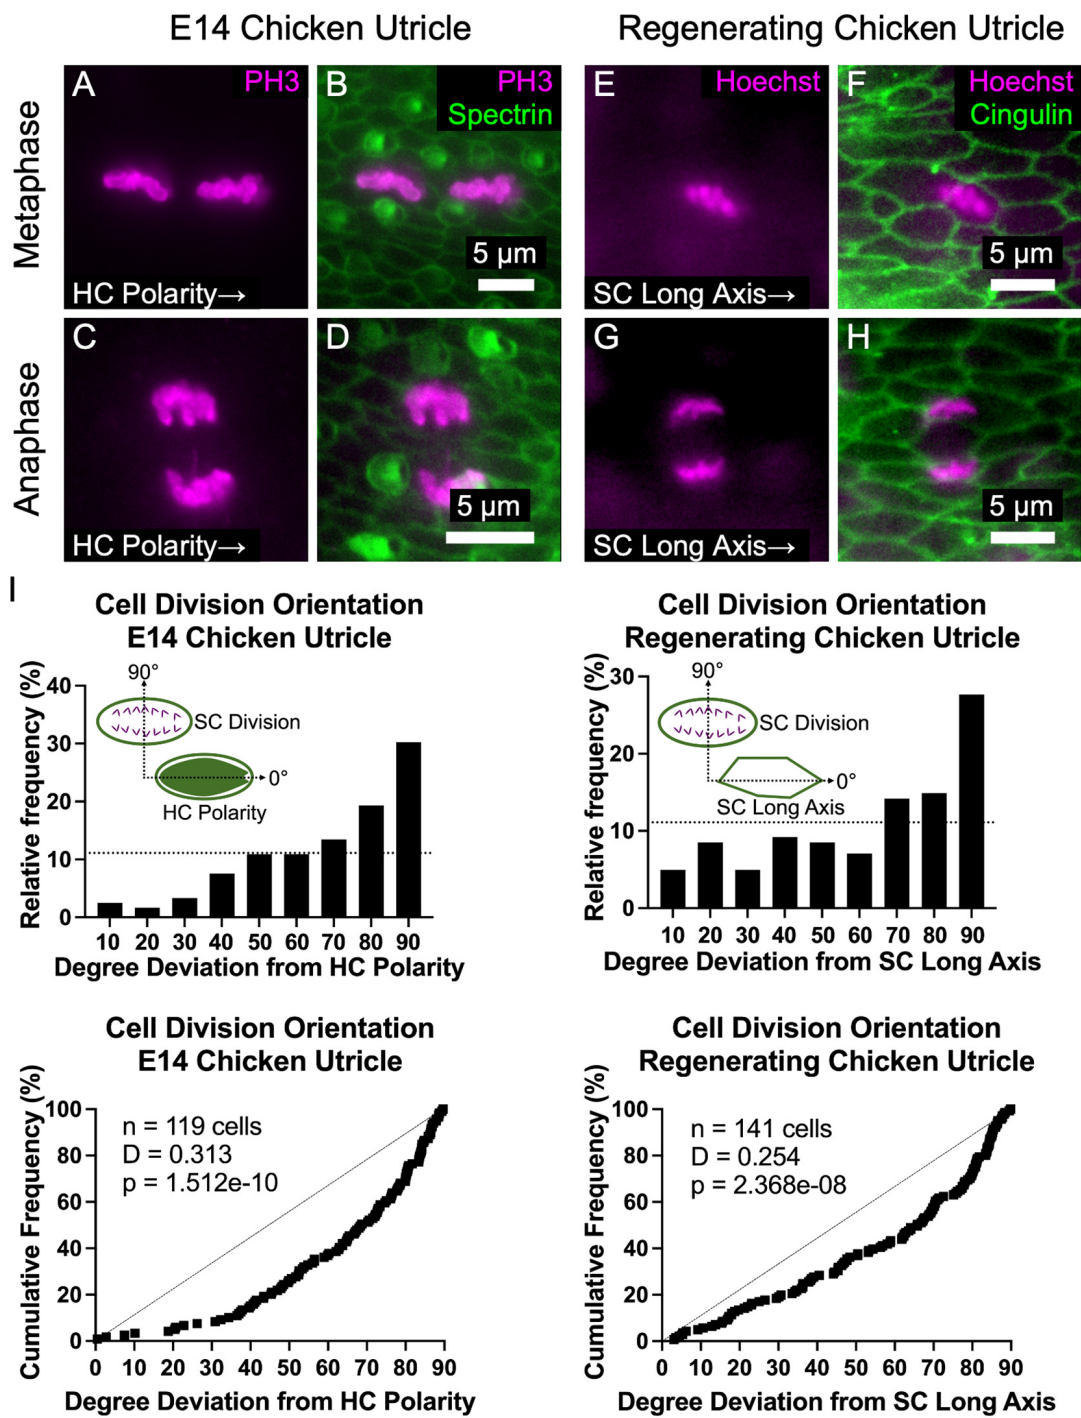 E14 Chicken Utricle
Regenerating Chicken Utricle
Metaphase
A
PH3
HC Polarity→
B
PH3
Spectrin
5 µm
E
Hoechst
SC Long Axis→
F
Hoechst
Cingulin
5 µm
Anaphase
C
HC Polarity→
D
5 µm
G
SC Long Axis→
H
5 µm
I
Cell Division Orientation
E14 Chicken Utricle
Relative frequency (%)
40
30
20
10
0
90°
SC Division
0°
HC Polarity
10 20 30 40 50 60 70 80 90
Degree Deviation from HC Polarity
Cell Division Orientation
Regenerating Chicken Utricle
Relative frequency (%)
30
20
10
0
90°
SC Division
0°
SC Long Axis
10 20 30 40 50 60 70 80 90
Degree Deviation from SC Long Axis
Cell Division Orientation
E14 Chicken Utricle
Cumulative Frequency (%)
100
80
60
40
20
0
n = 119 cells
D = 0.313
p = 1.512e-10
0 10 20 30 40 50 60 70 80 90
Degree Deviation from HC Polarity
Cell Division Orientation
Regenerating Chicken Utricle
Cumulative Frequency (%)
100
80
60
40
20
0
n = 141 cells
D = 0.254
p = 2.368e-08
0 10 20 30 40 50 60 70 80 90
Degree Deviation from SC Long Axis